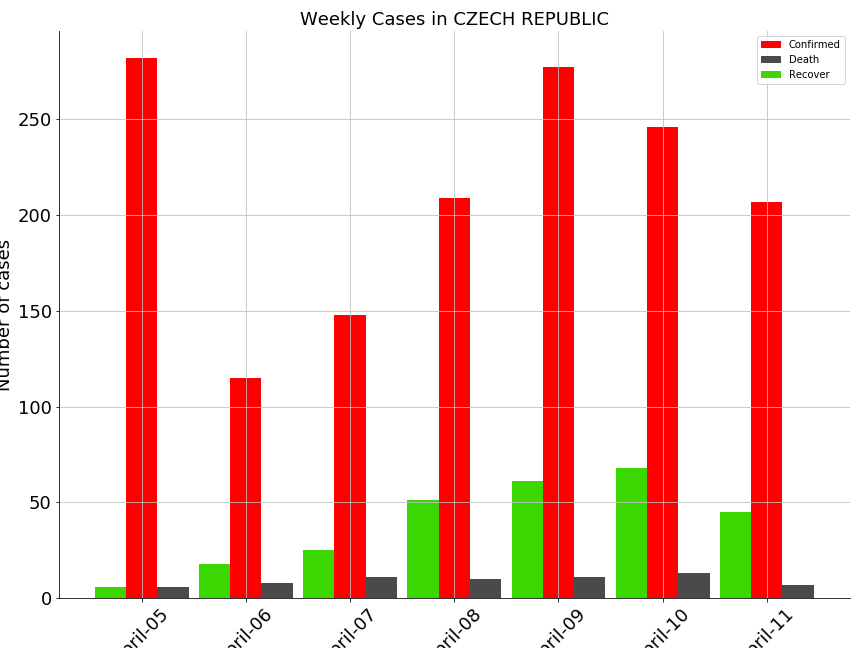 Weekly Cases in CZECH REPUBLIC
Confirmed
Death
Recover
Number of cases
250
200
150
100
50
0
pril-05
pril-06
pril-07
pril-08
pril-09
pril-10
pril-11